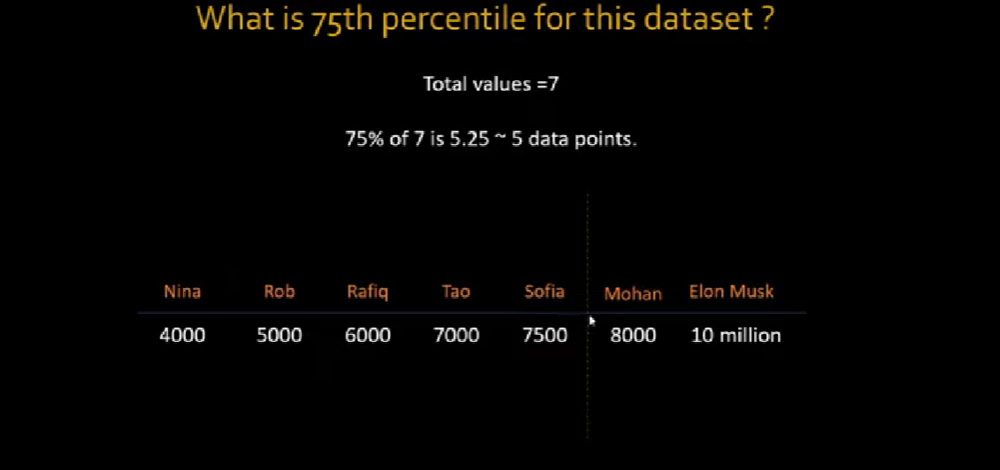 What is 75th percentile for this dataset ?
Total values =7
75% of 7 is 5.25 ~ 5 data points.
Nina Rob Rafiq Tao Sofia Mohan Elon Musk
4000 5000 6000 7000 7500 8000 10 million